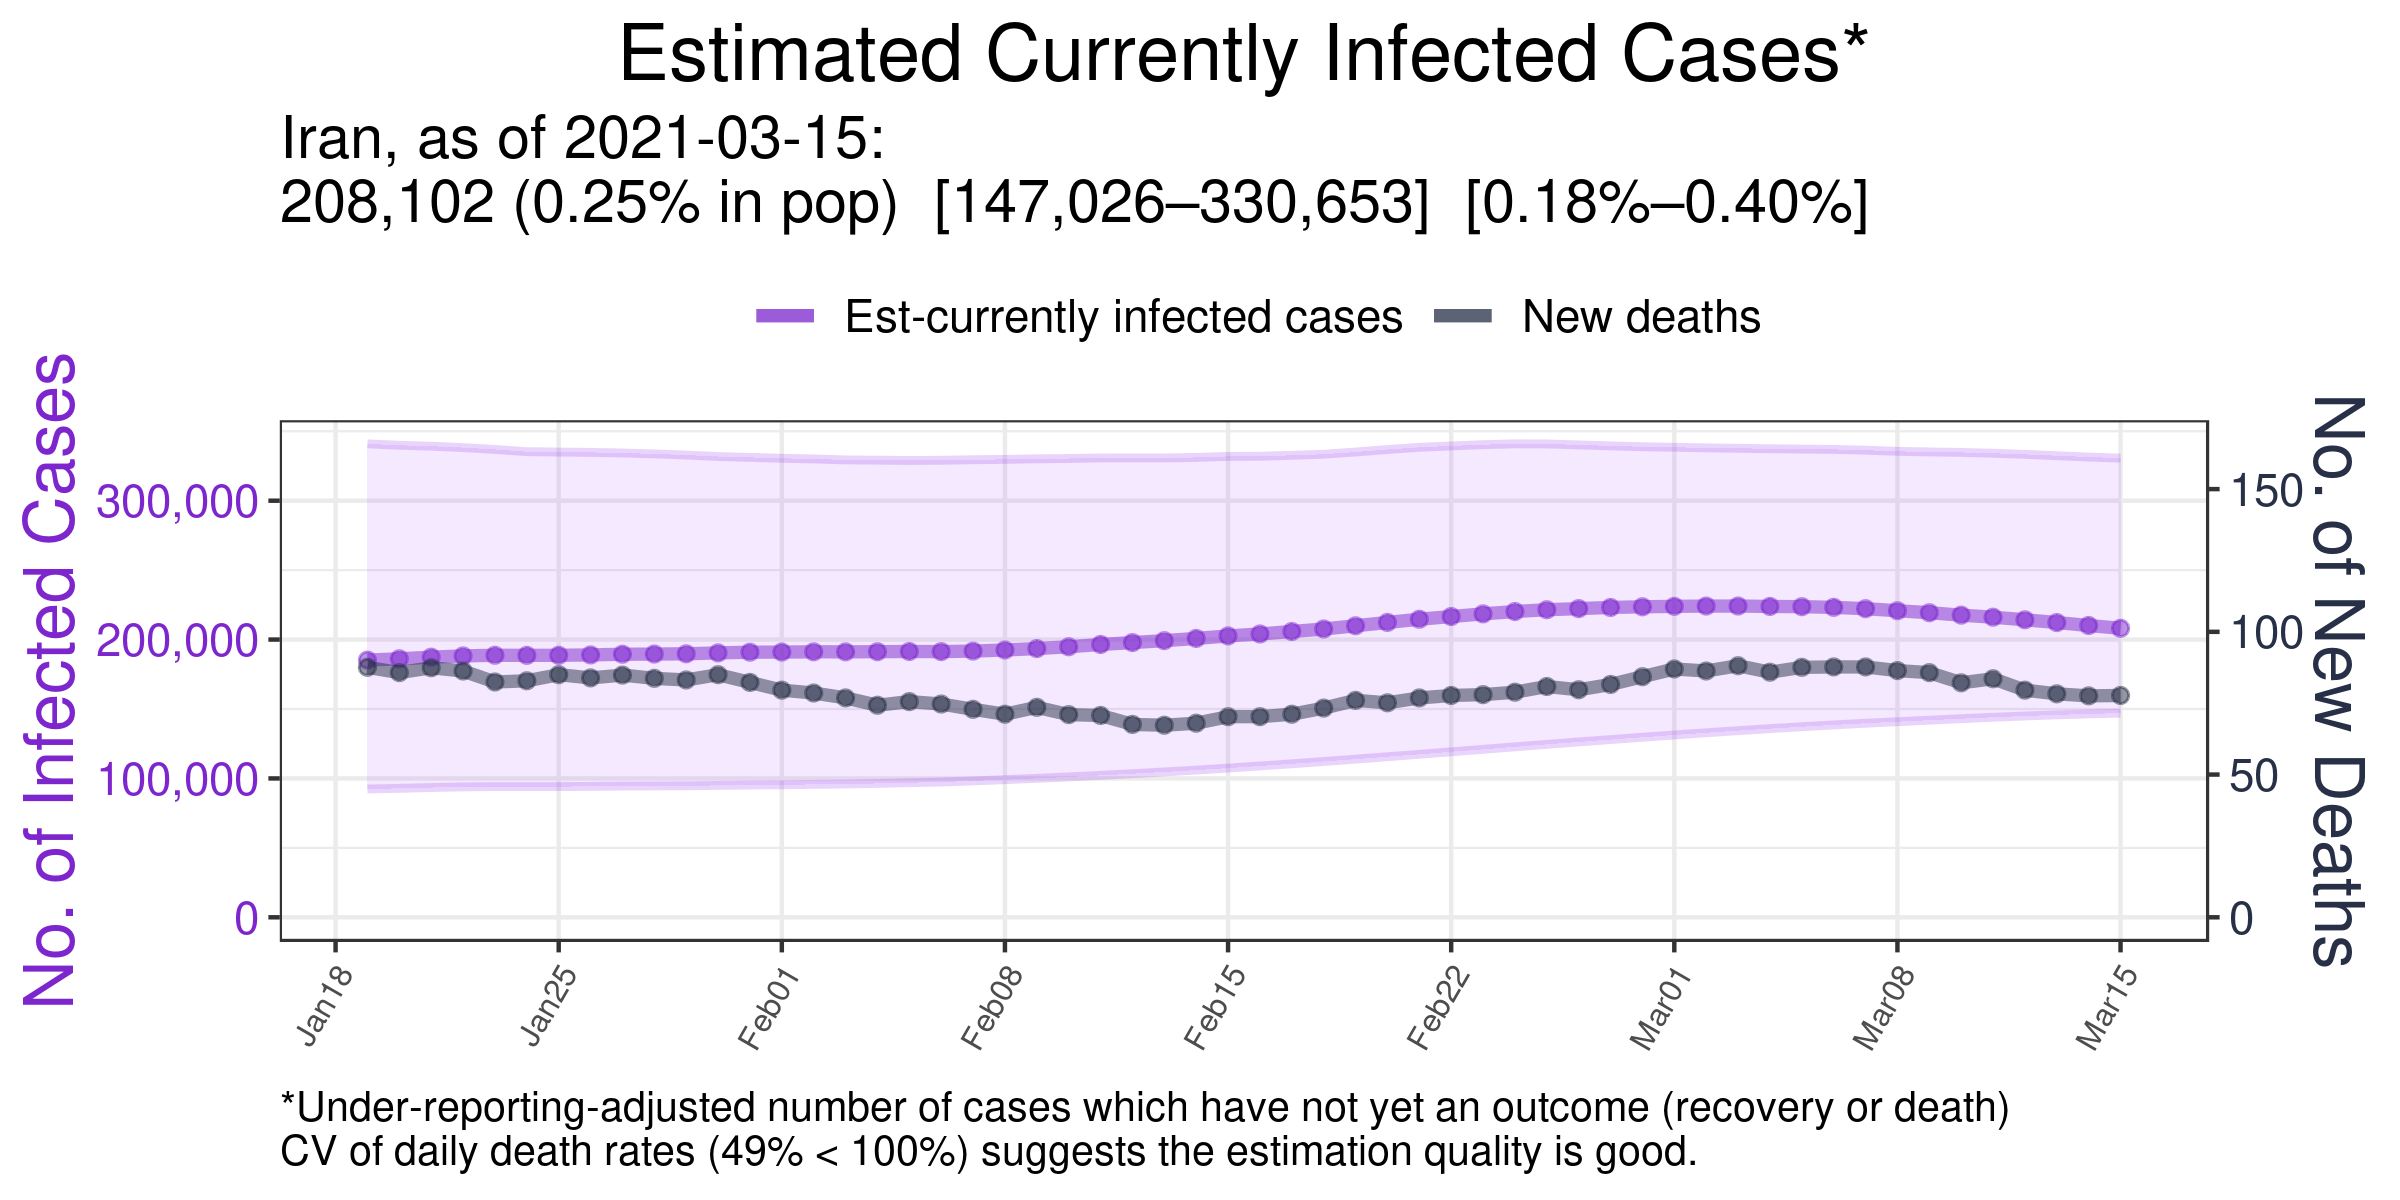 Estimated Currently Infected Cases*
Iran, as of 2021-03-15:
208,102 (0.25% in pop)  [147,026–330,653]  [0.18%–0.40%]
Est-currently infected cases
New deaths
No. of Infected Cases
300,000
200,000
100,000
0
150
100
50
0
No. of New Deaths
Jan18
Jan25
Feb01
Feb08
Feb15
Feb22
Mar01
Mar08
Mar15
*Under-reporting-adjusted number of cases which have not yet an outcome (recovery or death)
CV of daily death rates (49% < 100%) suggests the estimation quality is good.